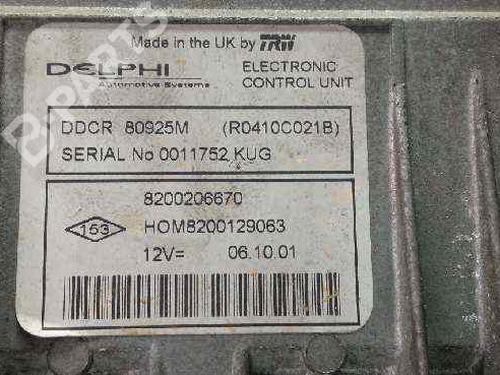 Made in the UK by TRW
DELPHI
Automotive Systems
ELECTRONIC
CONTROL UNIT
DDCR 80925M (R0410C021B)
SERIAL No 0011752 KUG
8200206670
153
HOM8200129063
12V= 06.10.01
B-PARTS